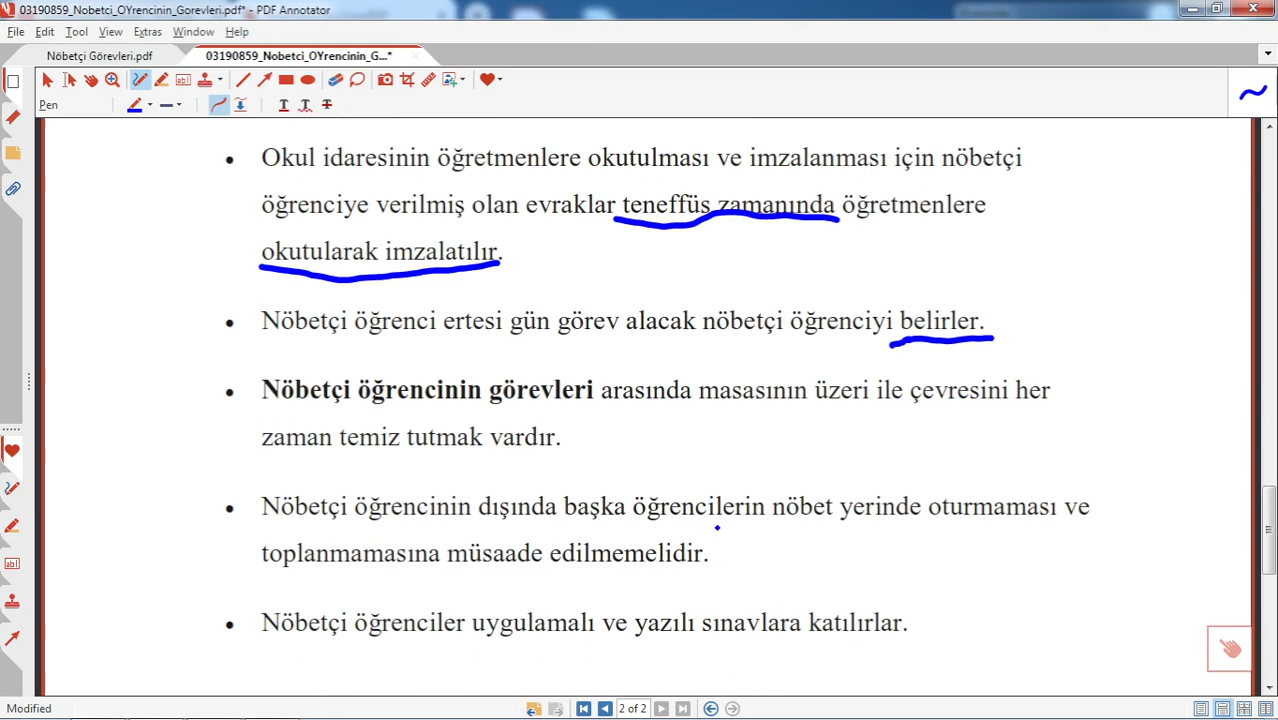 03190859_Nobetci_OYrencinin_Gorevleri.pdf* - PDF Annotator
File Edit Tool View Extras Window Help
Nöbetçi Görevleri.pdf 03190859_Nobetci_OYrencinin_G...*
Pen
• Okul idaresinin öğretmenlere okutulması ve imzalanması için nöbetçi
öğrenciye verilmiş olan evraklar teneffüs zamanında öğretmenlere
okutularak imzalatılır.
• Nöbetçi öğrenci ertesi gün görev alacak nöbetçi öğrenciyi belirler.
• Nöbetçi öğrencinin görevleri arasında masasının üzeri ile çevresini her
zaman temiz tutmak vardır.
• Nöbetçi öğrencinin dışında başka öğrencilerin nöbet yerinde oturmaması ve
toplanmamasına müsaade edilmemelidir.
• Nöbetçi öğrenciler uygulamalı ve yazılı sınavlara katılırlar.
Modified 2 of 2